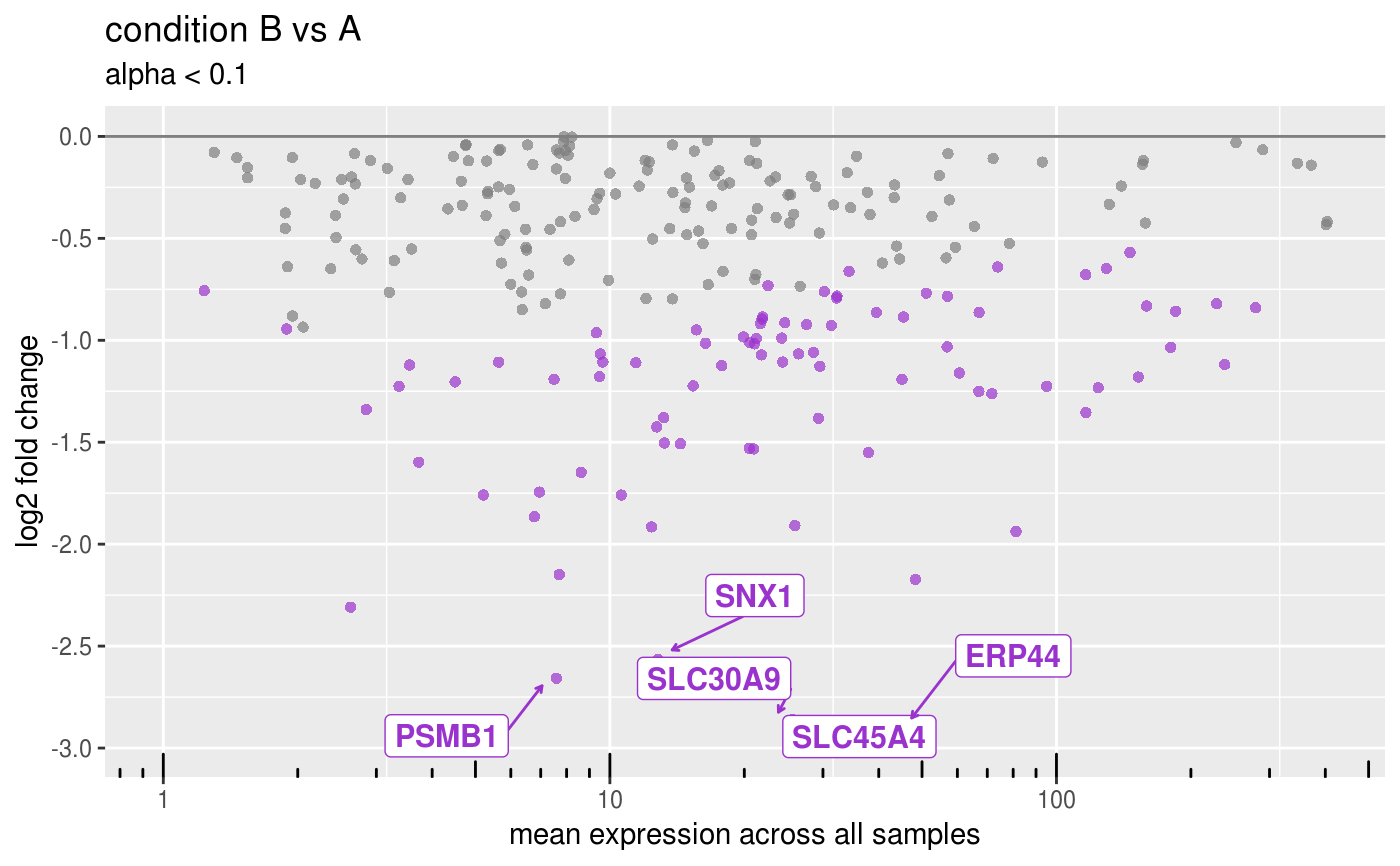 condition B vs A
alpha < 0.1
0.0
-0.5
-1.0
-1.5
-2.0
-2.5
-3.0
log2 fold change
SNX1
ERP44
SLC30A9
PSMB1
SLC45A4
1 10 100
mean expression across all samples